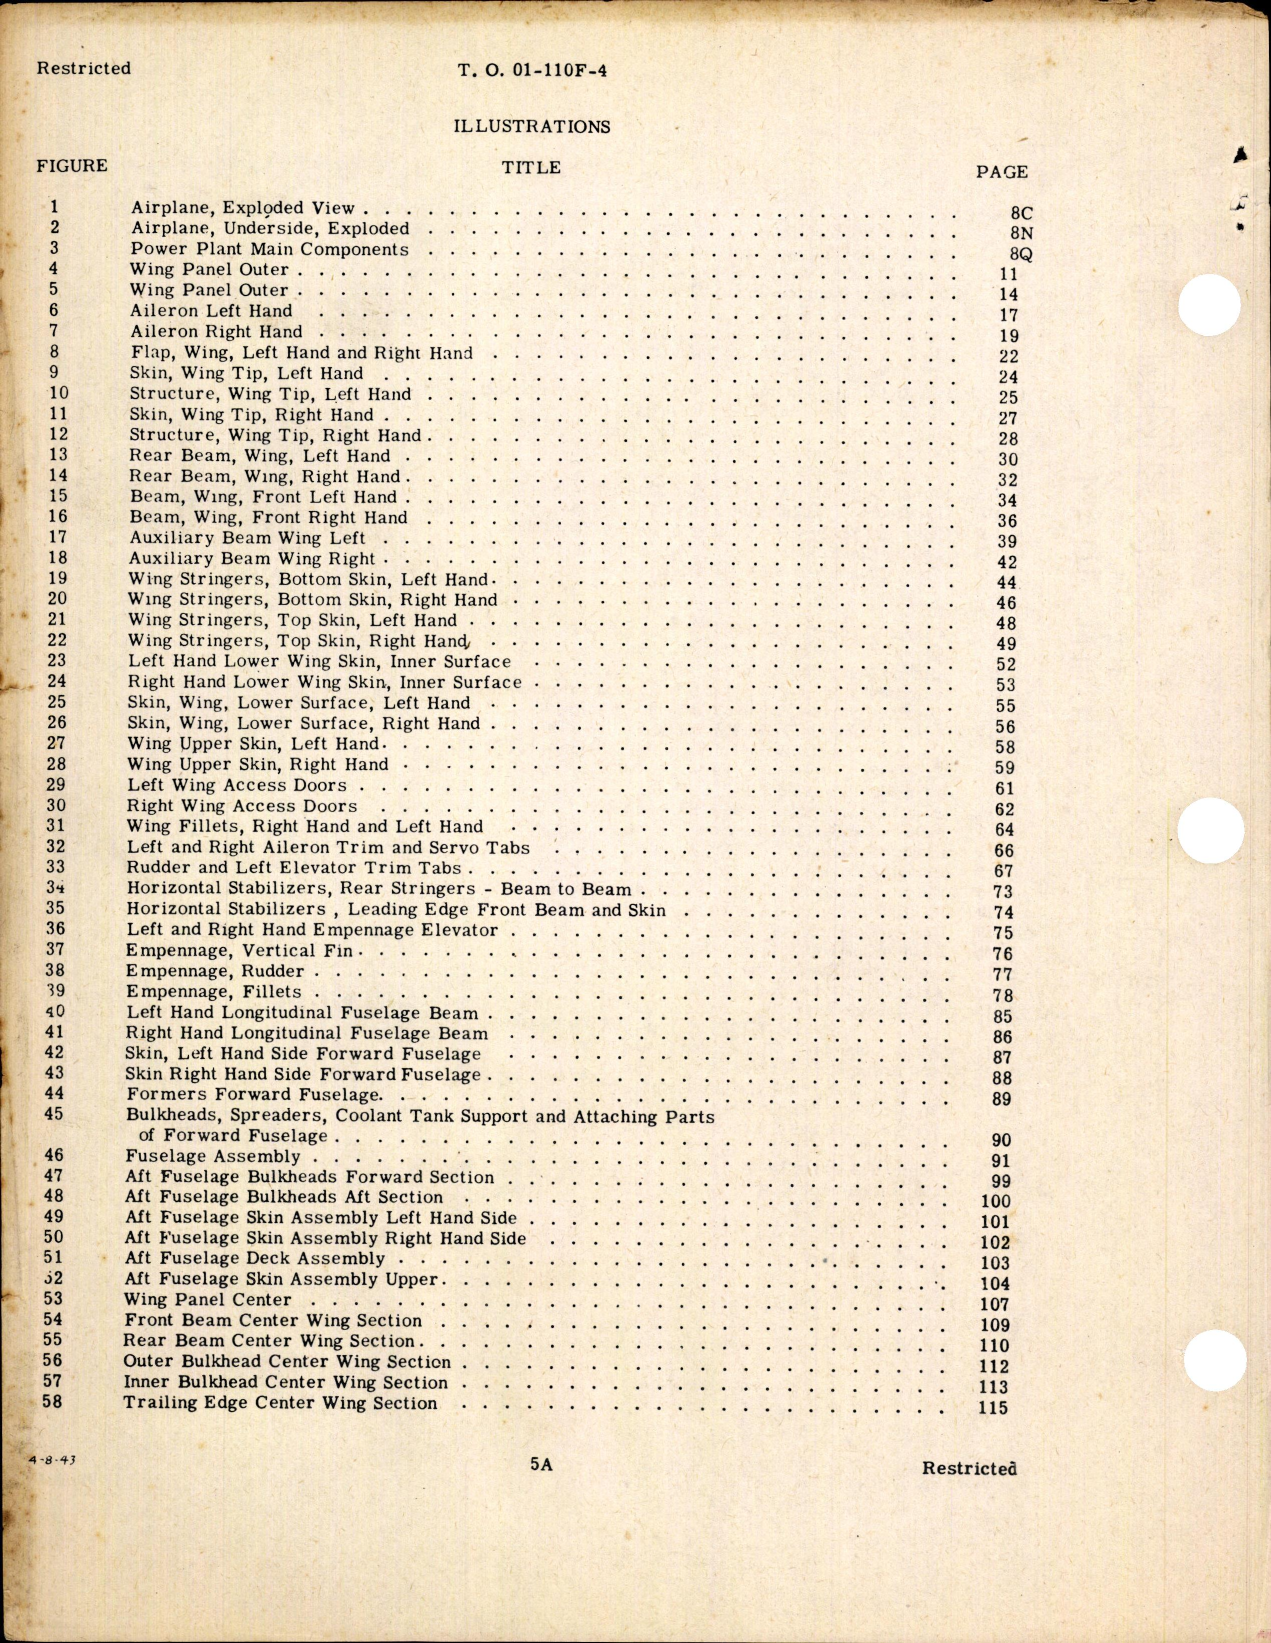 Restricted
T. O. 01-110F-4
ILLUSTRATIONS
FIGURE TITLE PAGE
1 Airplane, Exploded View . . . . . . . . . . 8C
2 Airplane, Underside, Exploded . . . . . . . . . . 8N
3 Power Plant Main Components . . . . . . . . . . 8Q
4 Wing Panel Outer . . . . . . . . . . 11
5 Wing Panel Outer . . . . . . . . . . 14
6 Aileron Left Hand . . . . . . . . . . 17
7 Aileron Right Hand . . . . . . . . . . 19
8 Flap, Wing, Left Hand and Right Hand . . . . . . . . . . 22
9 Skin, Wing Tip, Left Hand . . . . . . . . . . 24
10 Structure, Wing Tip, Left Hand . . . . . . . . . . 25
11 Skin, Wing Tip, Right Hand . . . . . . . . . . 27
12 Structure, Wing Tip, Right Hand . . . . . . . . . . 28
13 Rear Beam, Wing, Left Hand . . . . . . . . . . 30
14 Rear Beam, Wing, Right Hand . . . . . . . . . . 32
15 Beam, Wing, Front Left Hand . . . . . . . . . . 34
16 Beam, Wing, Front Right Hand . . . . . . . . . . 36
17 Auxiliary Beam Wing Left . . . . . . . . . . 39
18 Auxiliary Beam Wing Right . . . . . . . . . . 42
19 Wing Stringers, Bottom Skin, Left Hand . . . . . . . . . . 44
20 Wing Stringers, Bottom Skin, Right Hand . . . . . . . . . . 46
21 Wing Stringers, Top Skin, Left Hand . . . . . . . . . . 48
22 Wing Stringers, Top Skin, Right Hand . . . . . . . . . . 49
23 Left Hand Lower Wing Skin, Inner Surface . . . . . . . . . . 52
24 Right Hand Lower Wing Skin, Inner Surface . . . . . . . . . . 53
25 Skin, Wing, Lower Surface, Left Hand . . . . . . . . . . 55
26 Skin, Wing, Lower Surface, Right Hand . . . . . . . . . . 56
27 Wing Upper Skin, Left Hand . . . . . . . . . . 58
28 Wing Upper Skin, Right Hand . . . . . . . . . . 59
29 Left Wing Access Doors . . . . . . . . . . 61
30 Right Wing Access Doors . . . . . . . . . . 62
31 Wing Fillets, Right Hand and Left Hand . . . . . . . . . . 64
32 Left and Right Aileron Trim and Servo Tabs . . . . . . . . . . 66
33 Rudder and Left Elevator Trim Tabs . . . . . . . . . . 67
34 Horizontal Stabilizers, Rear Stringers - Beam to Beam . . . . . . . . . . 73
35 Horizontal Stabilizers , Leading Edge Front Beam and Skin . . . . . . . . . . 74
36 Left and Right Hand Empennage Elevator . . . . . . . . . . 75
37 Empennage, Vertical Fin . . . . . . . . . . 76
38 Empennage, Rudder . . . . . . . . . . 77
39 Empennage, Fillets . . . . . . . . . . 78
40 Left Hand Longitudinal Fuselage Beam . . . . . . . . . . 85
41 Right Hand Longitudinal Fuselage Beam . . . . . . . . . . 86
42 Skin, Left Hand Side Forward Fuselage . . . . . . . . . . 87
43 Skin Right Hand Side Forward Fuselage . . . . . . . . . . 88
44 Formers Forward Fuselage . . . . . . . . . . 89
45 Bulkheads, Spreaders, Coolant Tank Support and Attaching Parts
of Forward Fuselage . . . . . . . . . . 90
46 Fuselage Assembly . . . . . . . . . . 91
47 Aft Fuselage Bulkheads Forward Section . . . . . . . . . . 99
48 Aft Fuselage Bulkheads Aft Section . . . . . . . . . . 100
49 Aft Fuselage Skin Assembly Left Hand Side . . . . . . . . . . 101
50 Aft Fuselage Skin Assembly Right Hand Side . . . . . . . . . . 102
51 Aft Fuselage Deck Assembly . . . . . . . . . . 103
52 Aft Fuselage Skin Assembly Upper . . . . . . . . . . 104
53 Wing Panel Center . . . . . . . . . . 107
54 Front Beam Center Wing Section . . . . . . . . . . 109
55 Rear Beam Center Wing Section . . . . . . . . . . 110
56 Outer Bulkhead Center Wing Section . . . . . . . . . . 112
57 Inner Bulkhead Center Wing Section . . . . . . . . . . 113
58 Trailing Edge Center Wing Section . . . . . . . . . . 115
4-8-43 5A Restricted